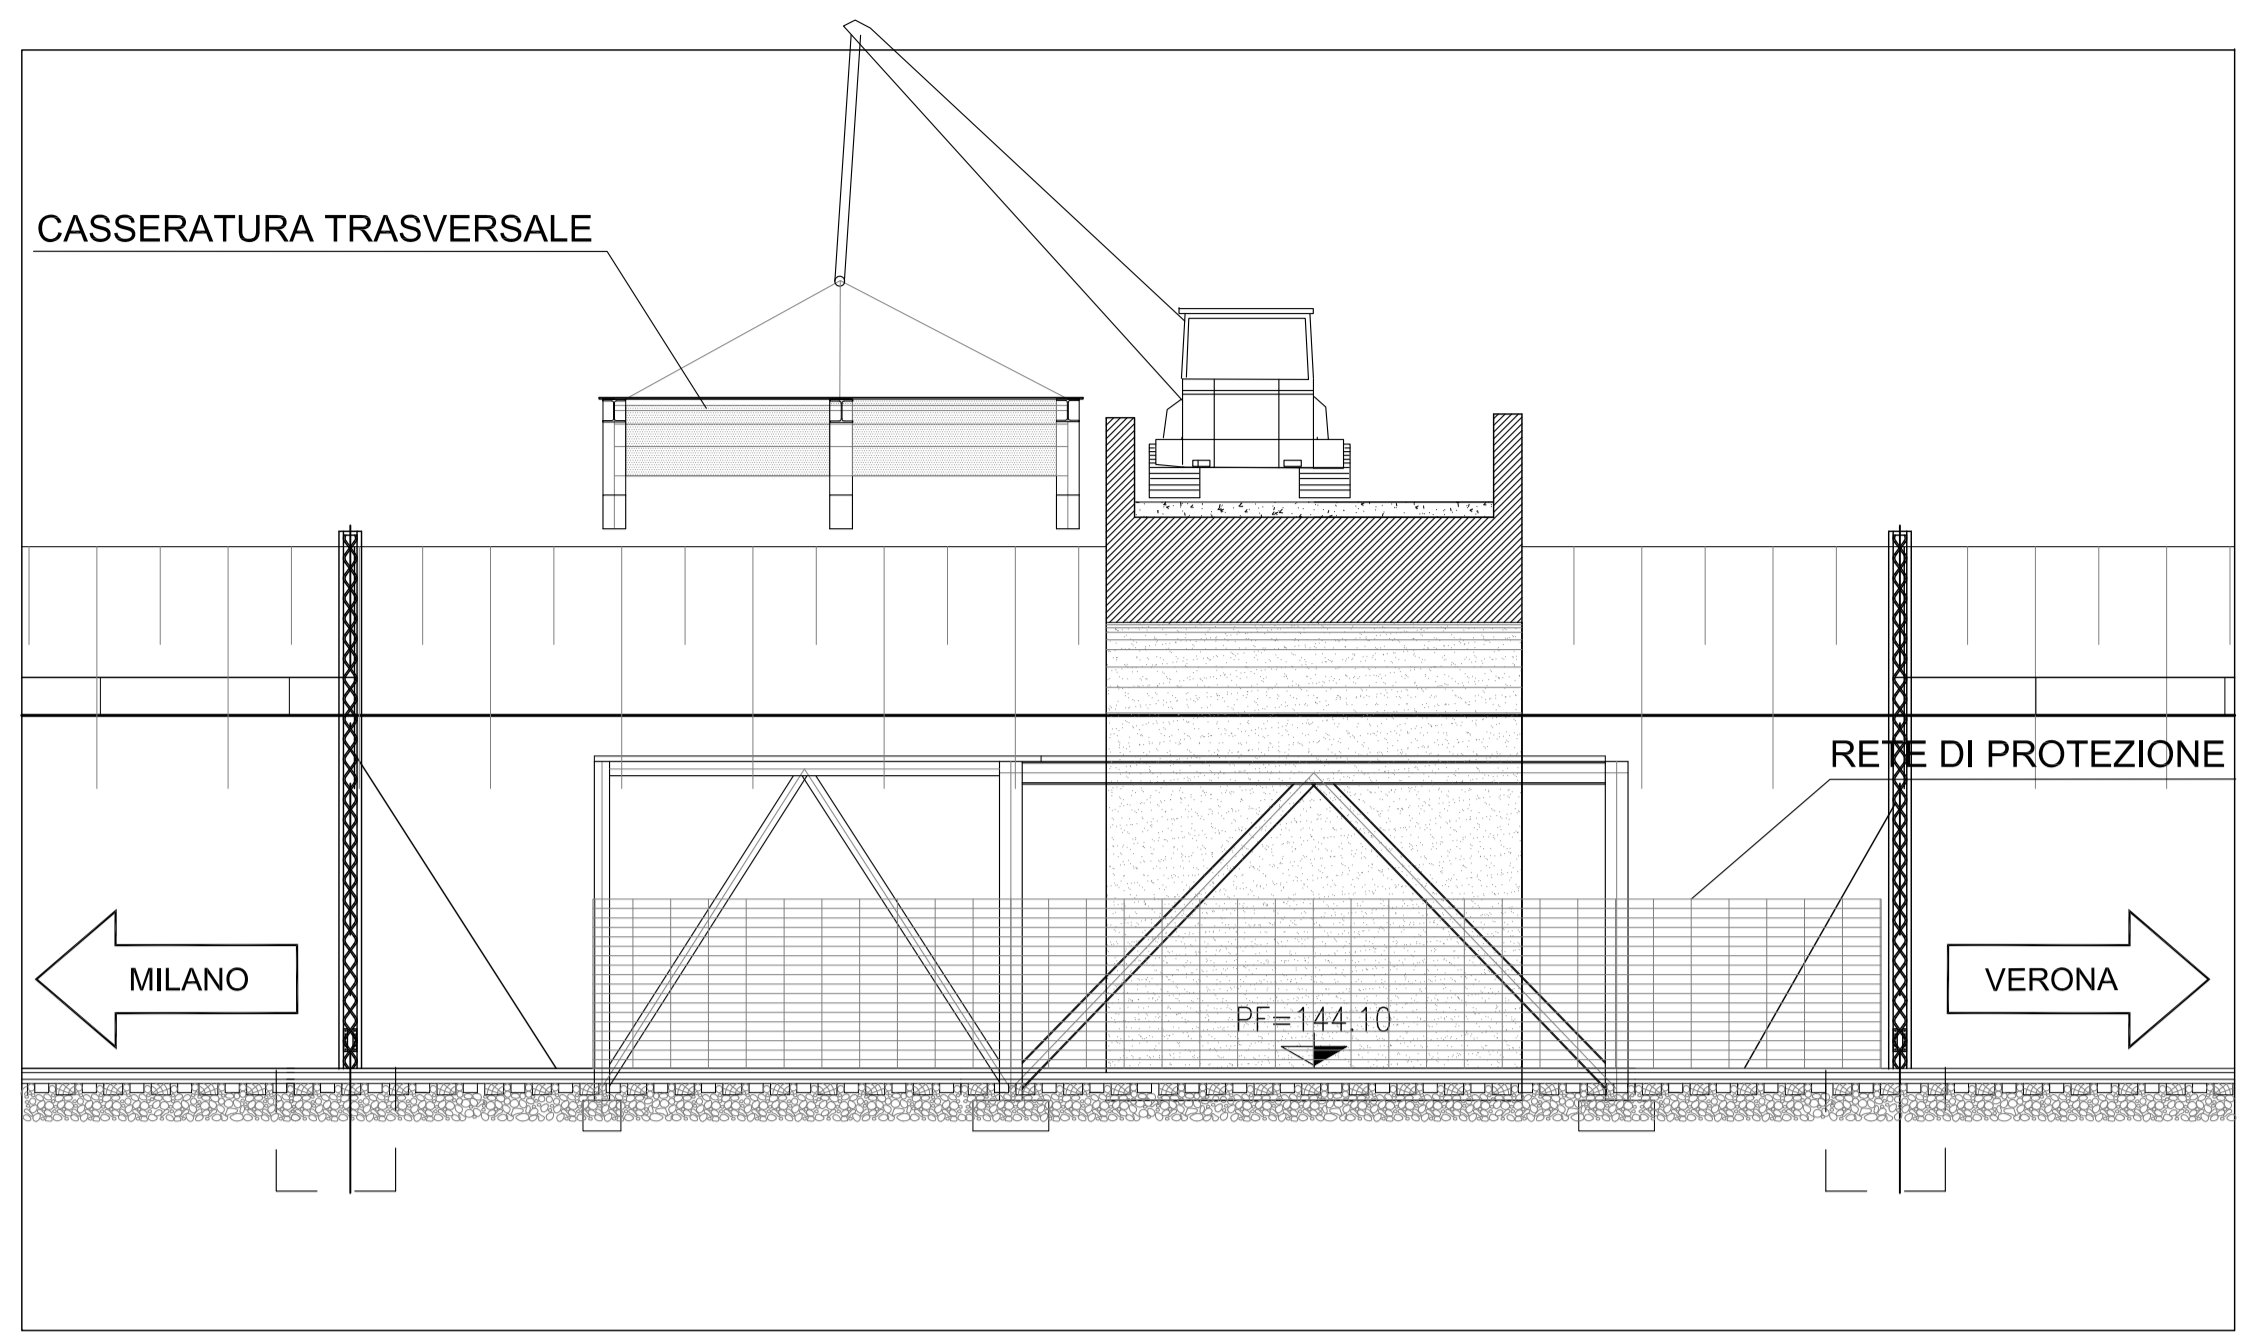 CASSERATURA TRASVERSALE
RETE DI PROTEZIONE
MILANO
VERONA
PF=144.10